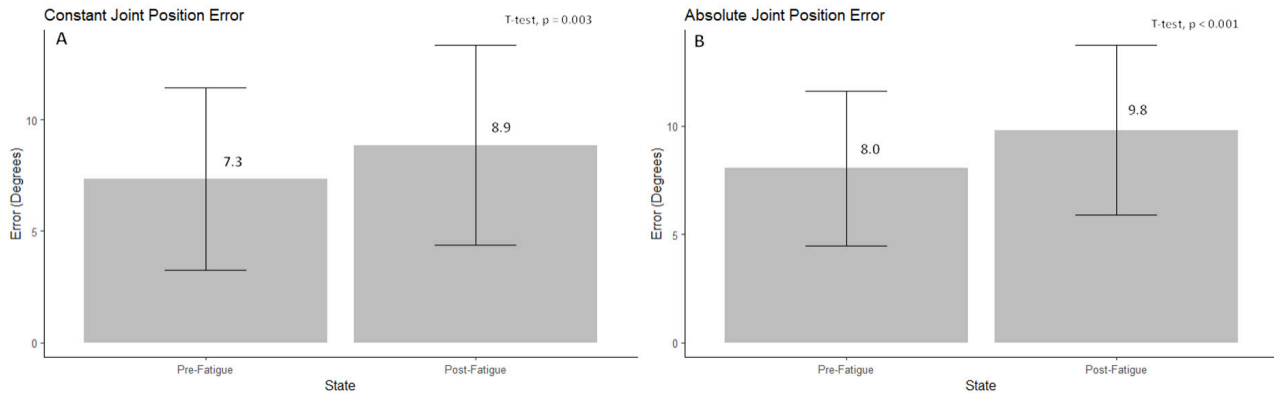 Constant Joint Position Error
T-test, p = 0.003
A
10
5
0
Error (Degrees)
7.3
8.9
Pre-Fatigue
Post-Fatigue
State
Absolute Joint Position Error
T-test, p < 0.001
B
10
5
0
Error (Degrees)
8.0
9.8
Pre-Fatigue
Post-Fatigue
State